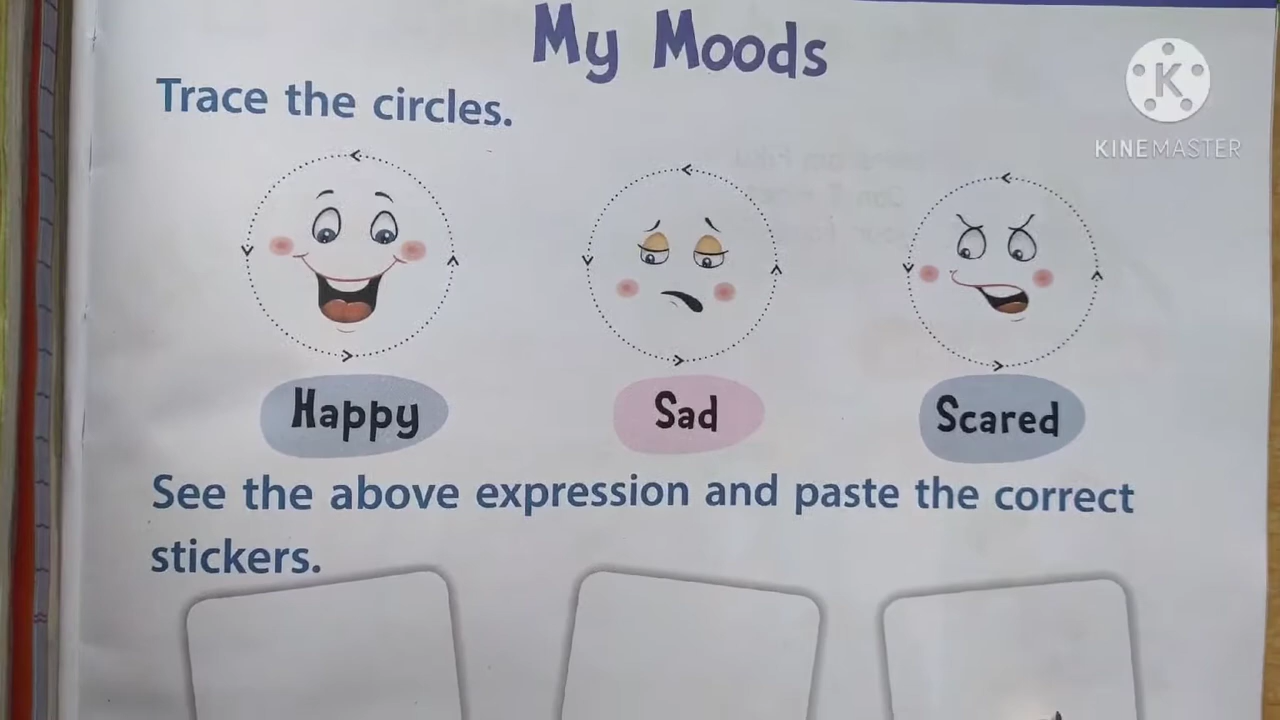 My Moods
Trace the circles.
K
KINEMASTER
Happy
Sad
Scared
See the above expression and paste the correct
stickers.